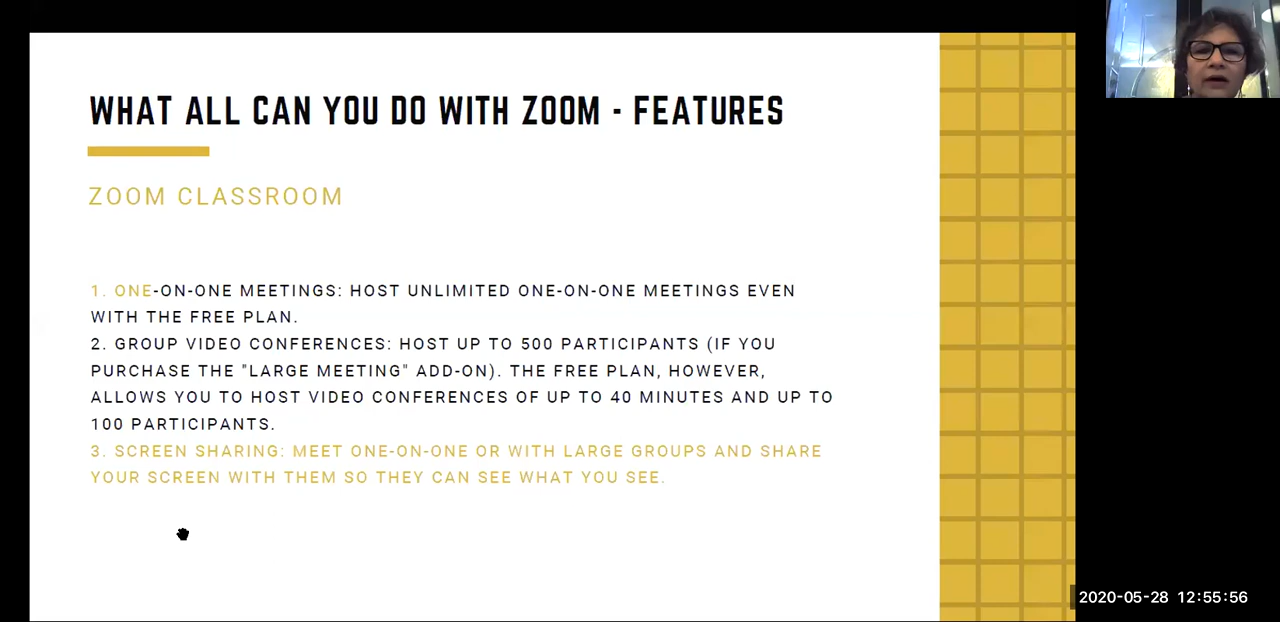 WHAT ALL CAN YOU DO WITH ZOOM - FEATURES
ZOOM CLASSROOM
1. ONE-ON-ONE MEETINGS: HOST UNLIMITED ONE-ON-ONE MEETINGS EVEN
WITH THE FREE PLAN.
2. GROUP VIDEO CONFERENCES: HOST UP TO 500 PARTICIPANTS (IF YOU
PURCHASE THE "LARGE MEETING" ADD-ON). THE FREE PLAN, HOWEVER,
ALLOWS YOU TO HOST VIDEO CONFERENCES OF UP TO 40 MINUTES AND UP TO
100 PARTICIPANTS.
3. SCREEN SHARING: MEET ONE-ON-ONE OR WITH LARGE GROUPS AND SHARE
YOUR SCREEN WITH THEM SO THEY CAN SEE WHAT YOU SEE.
2020-05-28 12:55:56